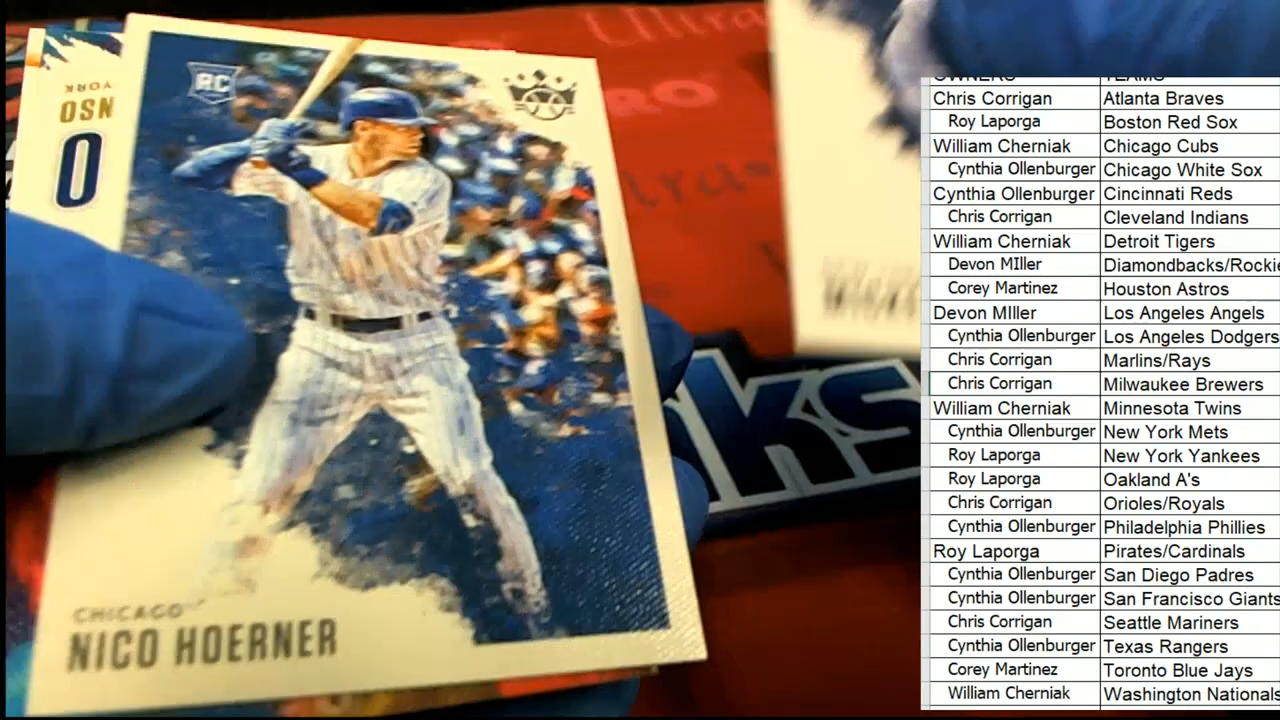 RC
YORK
NSO
0
CHICAGO
NICO HOERNER
Ultra
RO
ks
OWNERS TEAMS
Chris Corrigan Atlanta Braves
Roy Laporga Boston Red Sox
William Cherniak Chicago Cubs
Cynthia Ollenburger Chicago White Sox
Cynthia Ollenburger Cincinnati Reds
Chris Corrigan Cleveland Indians
William Cherniak Detroit Tigers
Devon MIller Diamondbacks/Rockie
Corey Martinez Houston Astros
Devon MIller Los Angeles Angels
Cynthia Ollenburger Los Angeles Dodgers
Chris Corrigan Marlins/Rays
Chris Corrigan Milwaukee Brewers
William Cherniak Minnesota Twins
Cynthia Ollenburger New York Mets
Roy Laporga New York Yankees
Roy Laporga Oakland A's
Chris Corrigan Orioles/Royals
Cynthia Ollenburger Philadelphia Phillies
Roy Laporga Pirates/Cardinals
Cynthia Ollenburger San Diego Padres
Cynthia Ollenburger San Francisco Giants
Chris Corrigan Seattle Mariners
Cynthia Ollenburger Texas Rangers
Corey Martinez Toronto Blue Jays
William Cherniak Washington Nationals